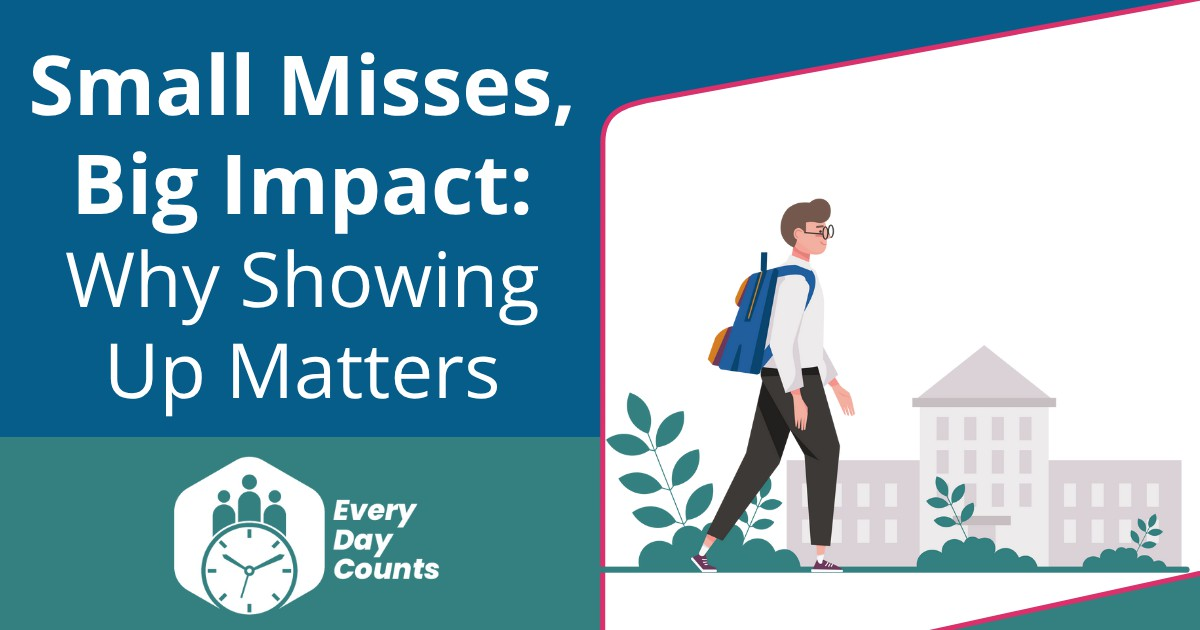 Small Misses,
Big Impact:
Why Showing
Up Matters
Every
Day
Counts